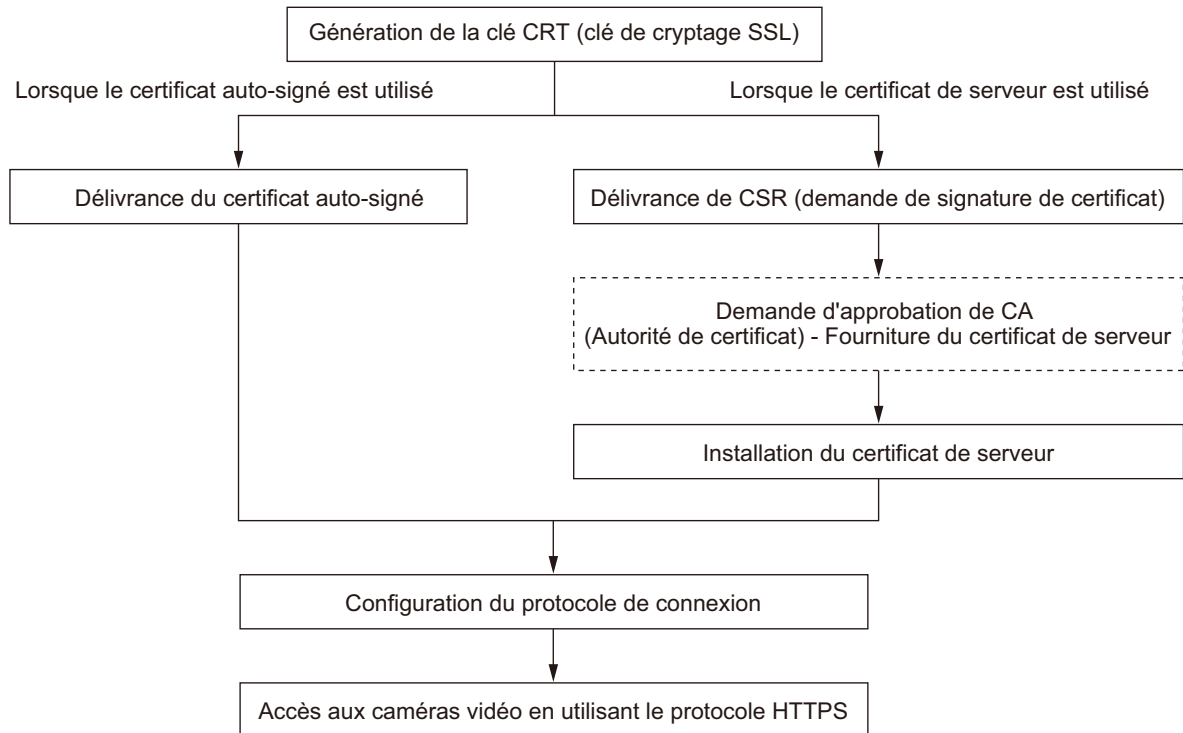 Génération de la clé CRT (clé de cryptage SSL)
Lorsque le certificat auto-signé est utilisé
Lorsque le certificat de serveur est utilisé
Délivrance du certificat auto-signé
Délivrance de CSR (demande de signature de certificat)
Demande d'approbation de CA
(Autorité de certificat) - Fourniture du certificat de serveur
Installation du certificat de serveur
Configuration du protocole de connexion
Accès aux caméras vidéo en utilisant le protocole HTTPS